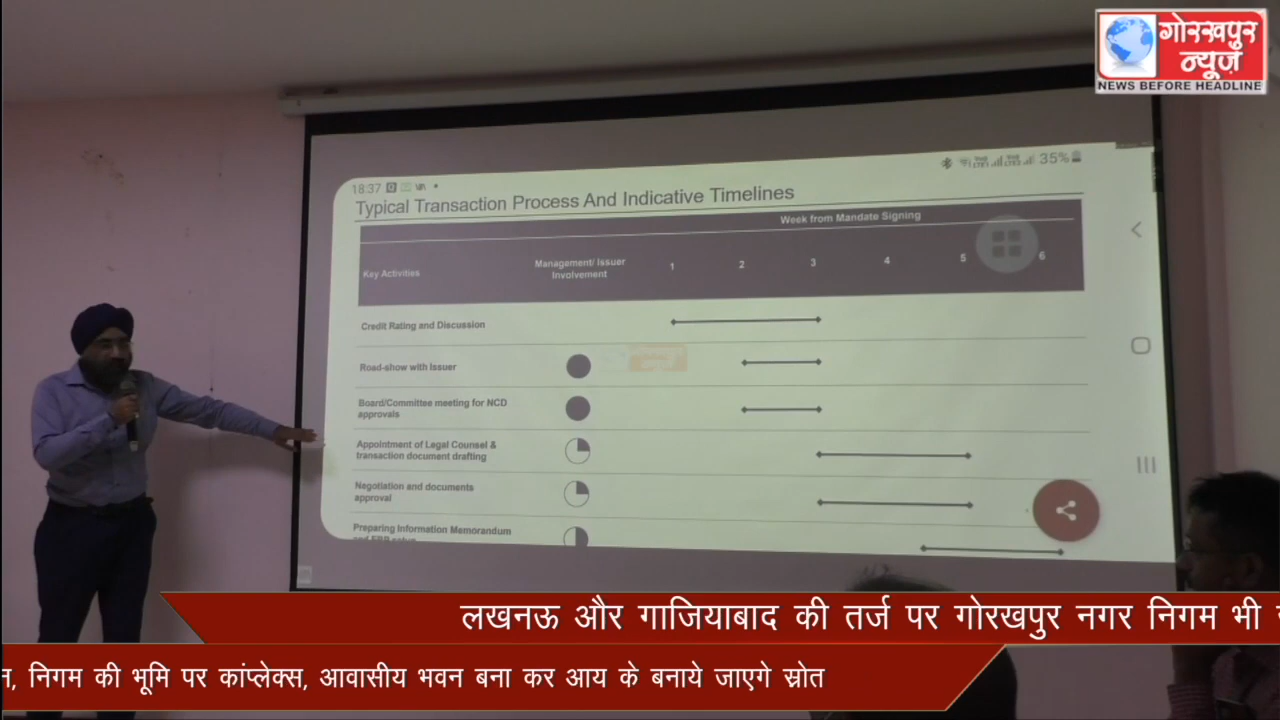 गोरखपुर
न्यूज़
NEWS BEFORE HEADLINE
18:37
35%
Typical Transaction Process And Indicative Timelines
Week from Mandate Signing
Key Activities
Management/ Issuer
Involvement
1 2 3 4 5 6
Credit Rating and Discussion
Road-show with Issuer
Board/Committee meeting for NCD
approvals
Appointment of Legal Counsel &
transaction document drafting
Negotiation and documents
approval
Preparing Information Memorandum
लखनऊ और गाजियाबाद की तर्ज पर गोरखपुर नगर निगम भी
निगम की भूमि पर कांप्लेक्स, आवासीय भवन बना कर आय के बनाये जाएगे स्रोत